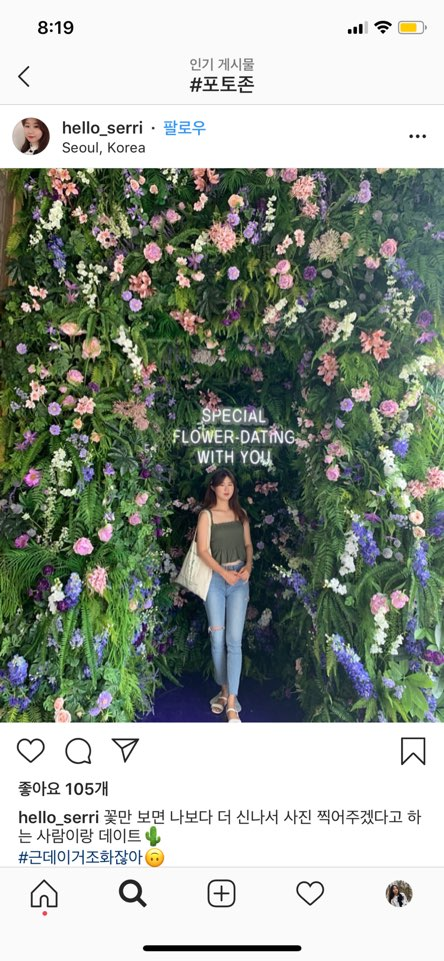 8:19
인기 게시물
#포토존
hello_serri · 팔로우
Seoul, Korea
SPECIAL
FLOWER-DATING
WITH YOU
좋아요 105개
hello_serri 꽃만 보면 나보다 더 신나서 사진 찍어주겠다고 하
는 사람이랑 데이트🌵
#근데이거조화잖아🙃